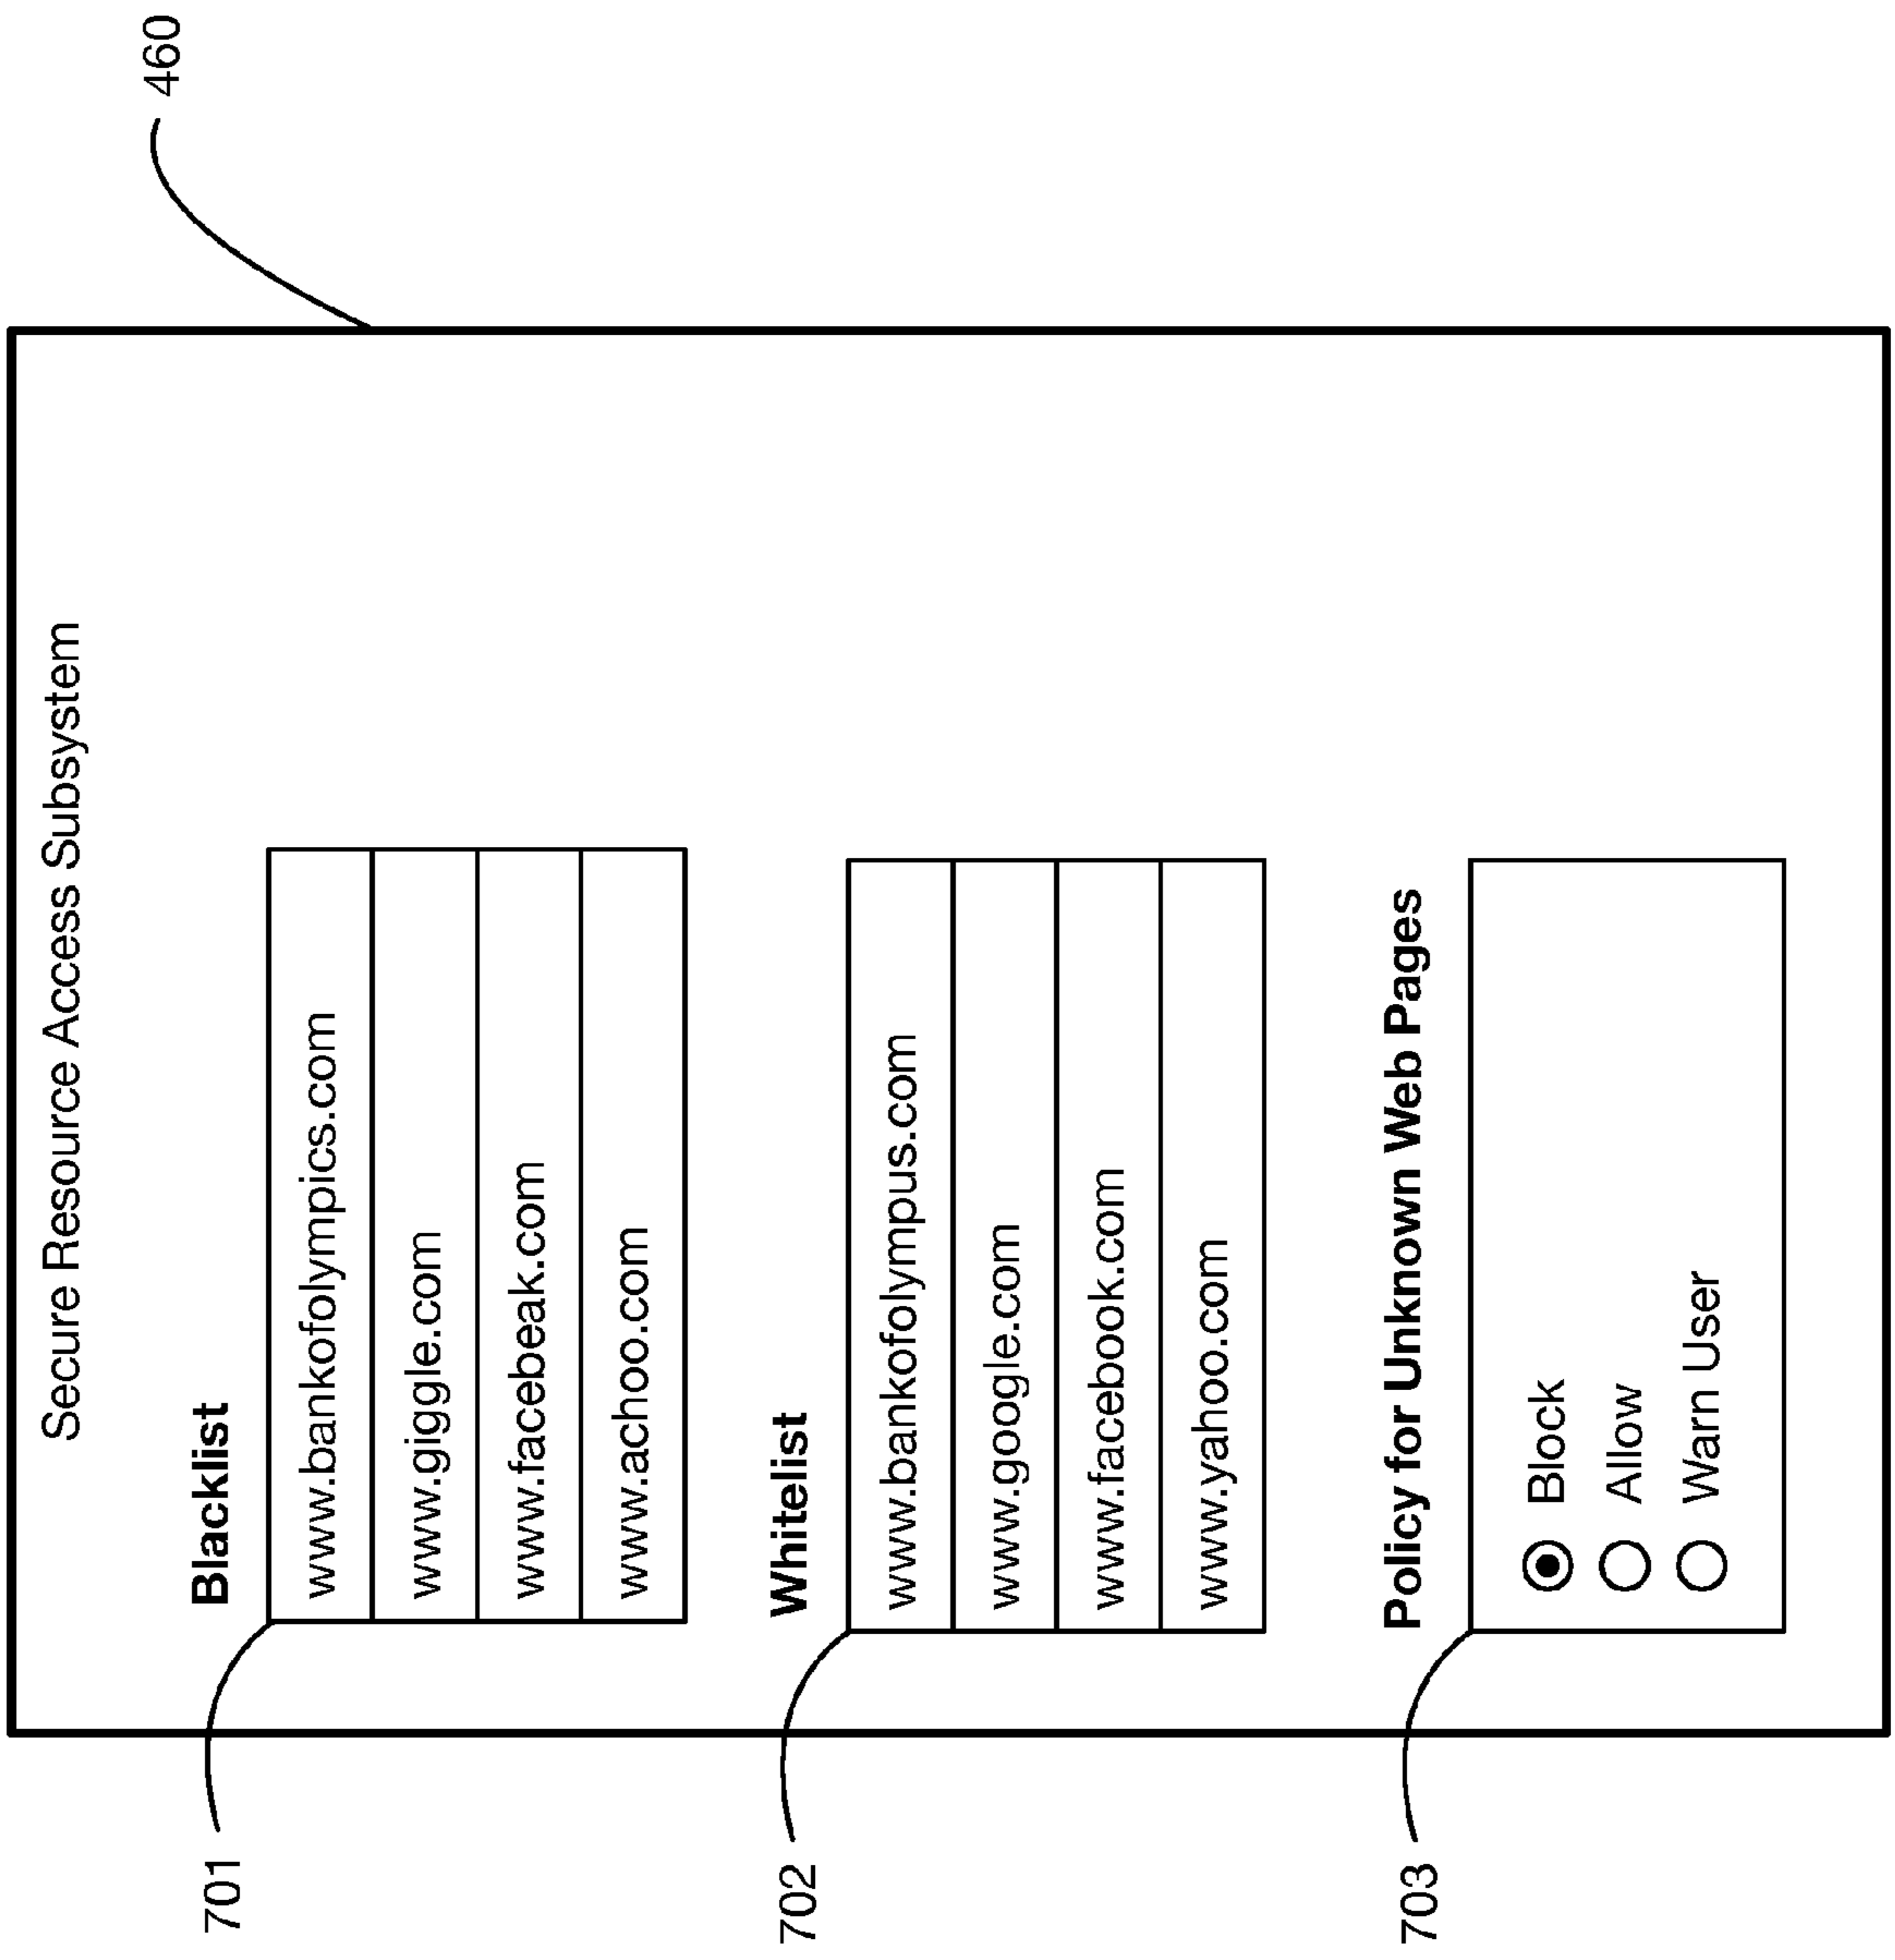 Secure Resource Access Subsystem
460
701
Blacklist
www.bankofolympics.com
www.giggle.com
www.facebeak.com
www.achoo.com
702
Whitelist
www.bankofolympus.com
www.google.com
www.facebook.com
www.yahoo.com
703
Policy for Unknown Web Pages
Block
Allow
Warn User